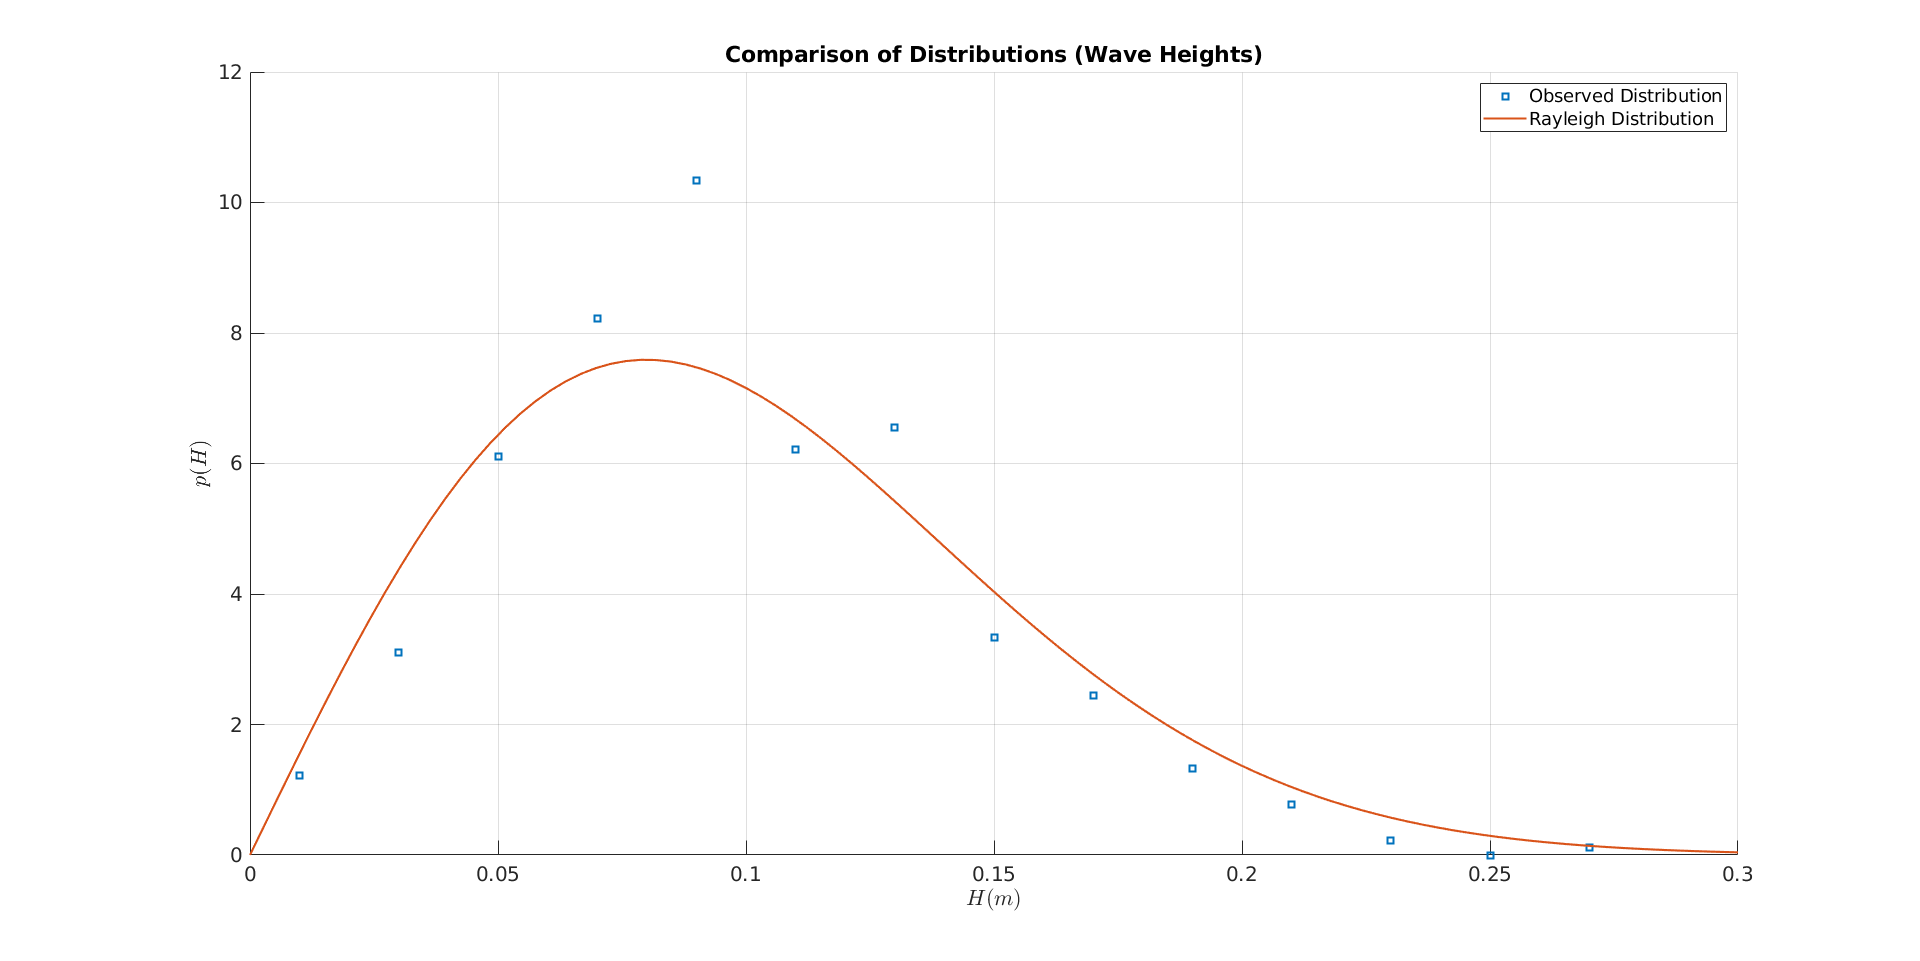 Comparison of Distributions (Wave Heights)
12
10
8
6
4
2
0
p(H)
Observed Distribution
Rayleigh Distribution
0 0.05 0.1 0.15 0.2 0.25 0.3
H(m)